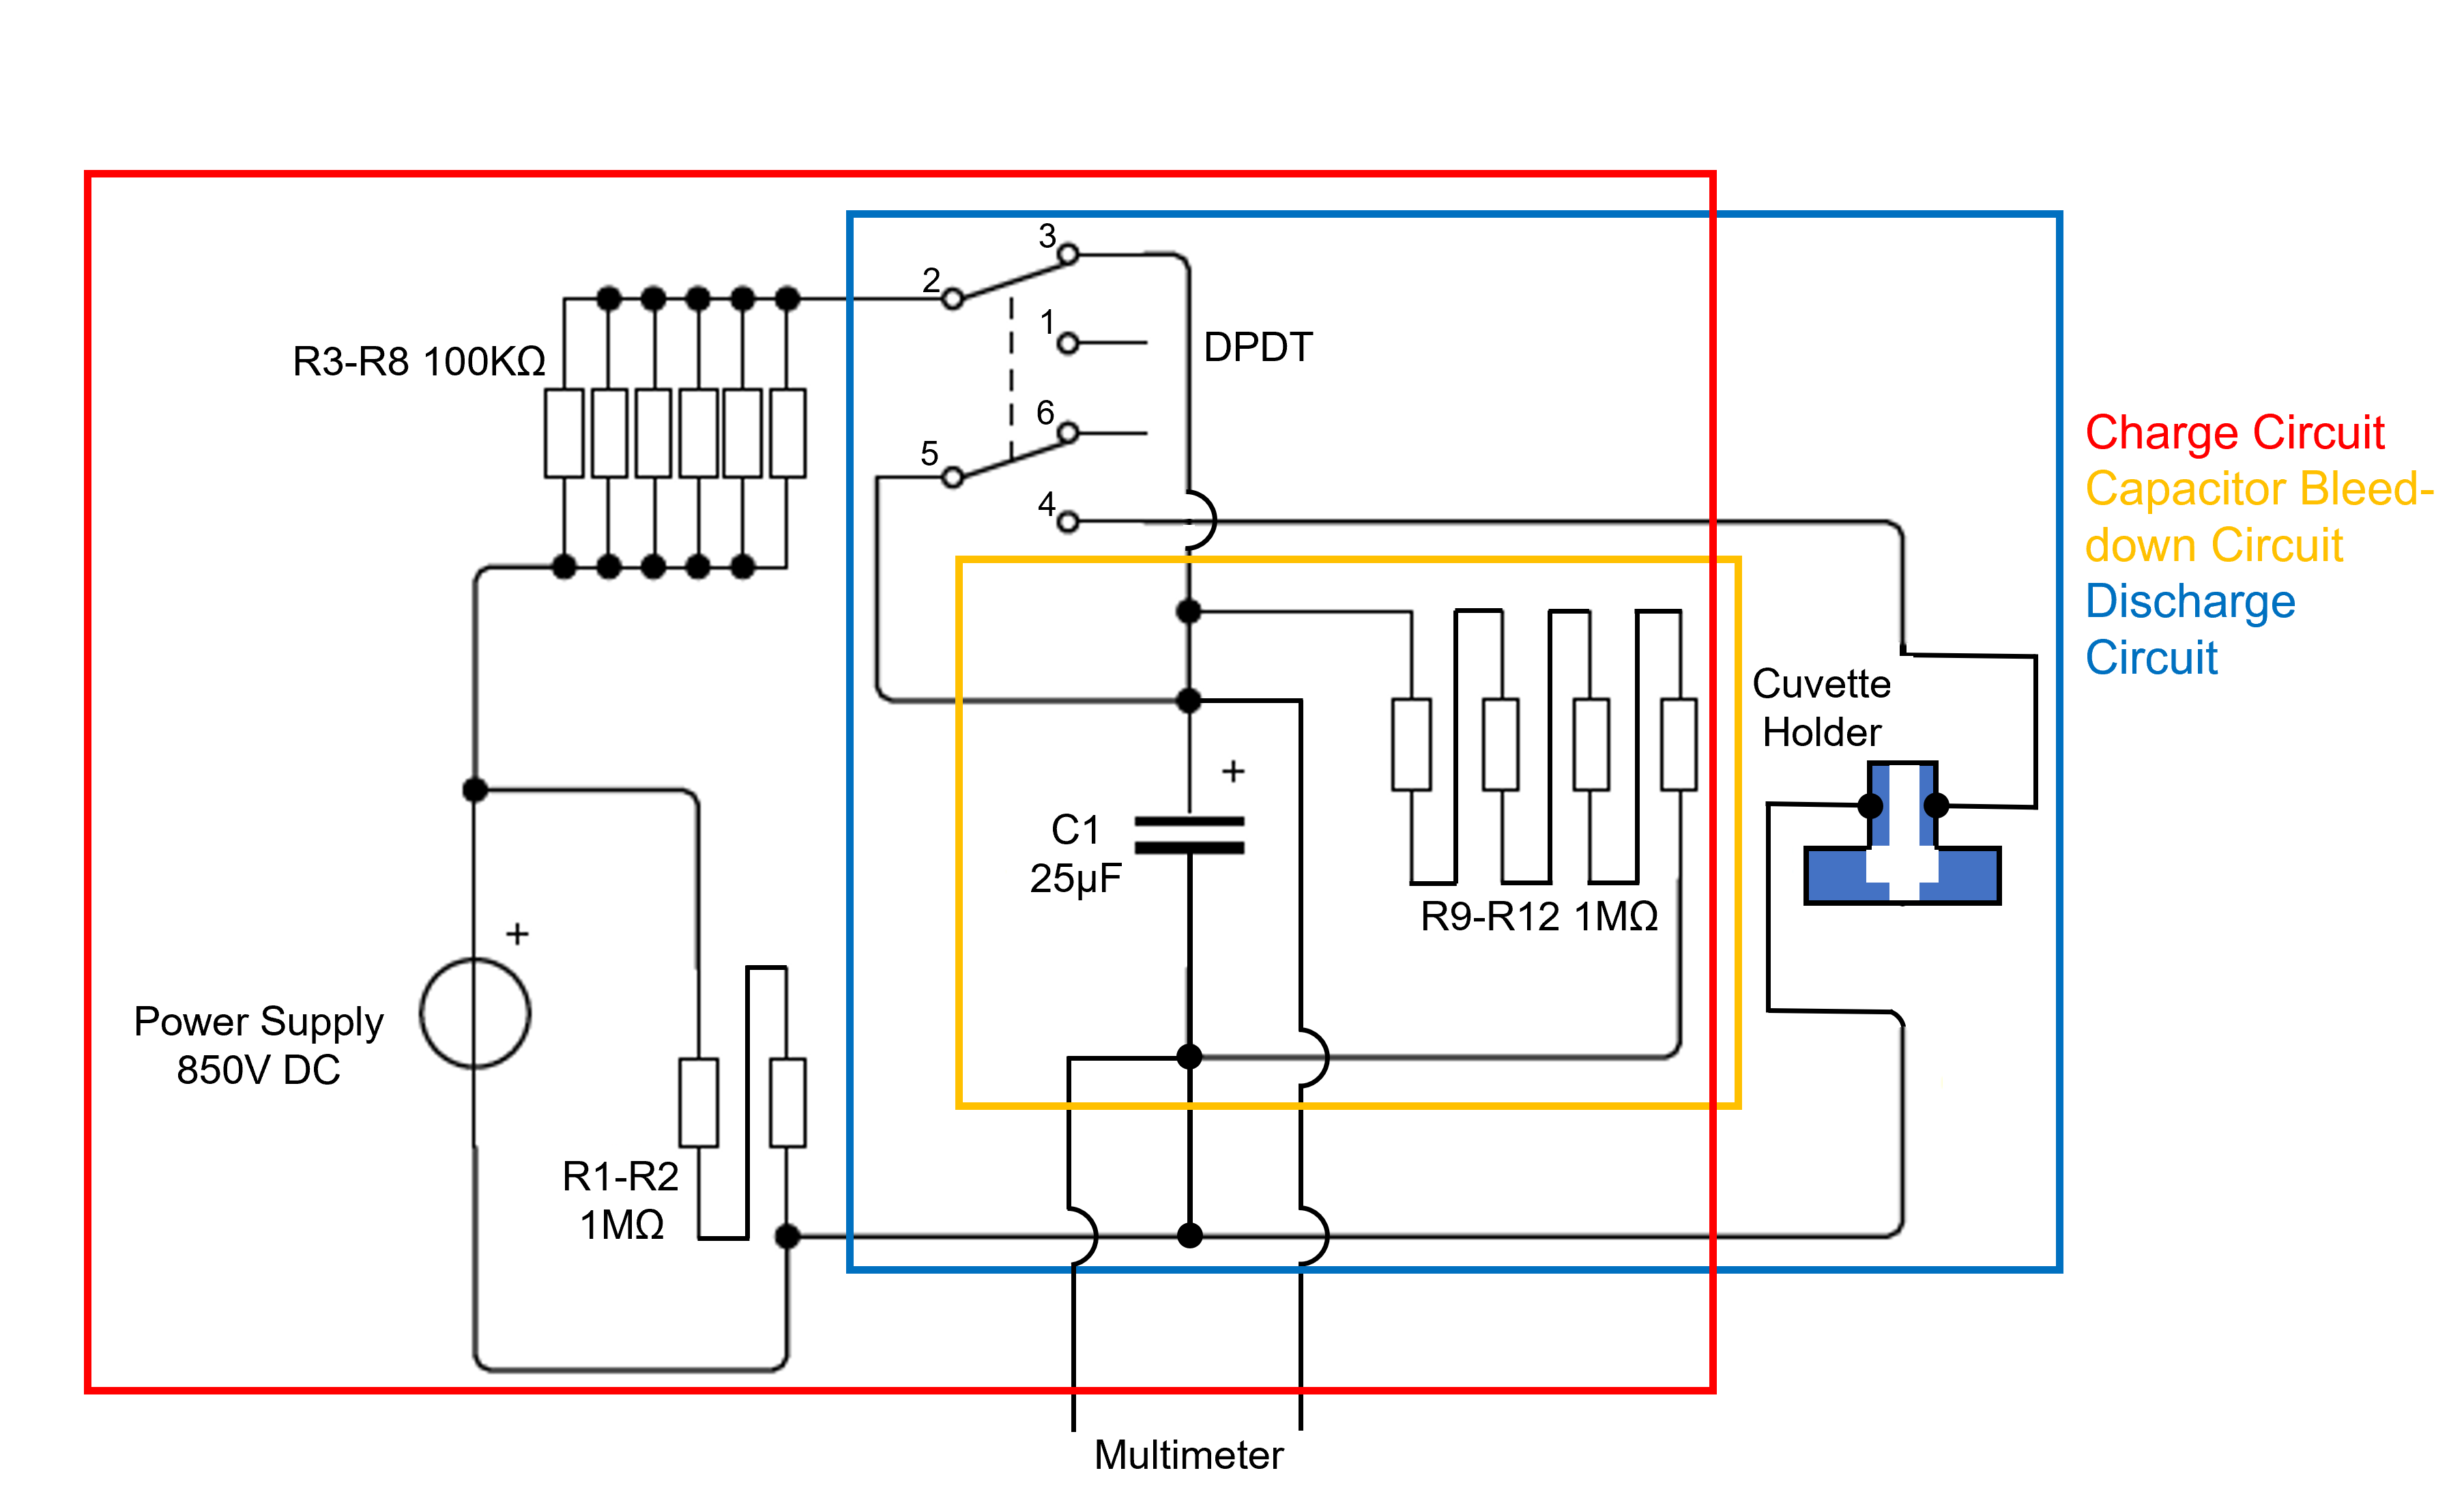 3
2
1
DPDT
R3-R8 100KΩ
6
5
4
Charge Circuit
Capacitor Bleed-
down Circuit
Discharge
Circuit
Cuvette
Holder
+
C1
25µF
R9-R12 1MΩ
+
Power Supply
850V DC
R1-R2
1MΩ
Multimeter